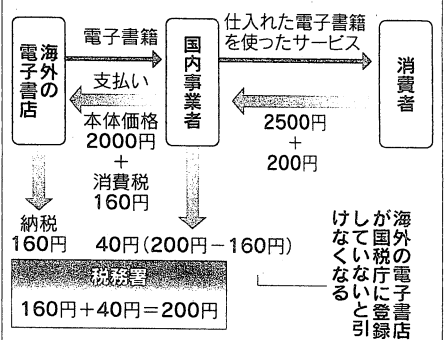 海外の
電子書店
電子書籍
支払い
本体価格
2000円
+
消費税
160円
国内事業者
仕入れた電子書籍
を使ったサービス
2500円
+
200円
消費者
納税
160円
40円(200円-160円)
税務署
160円+40円=200円
海外の電子書店
が国税庁に登録
していないと引
けなくなる